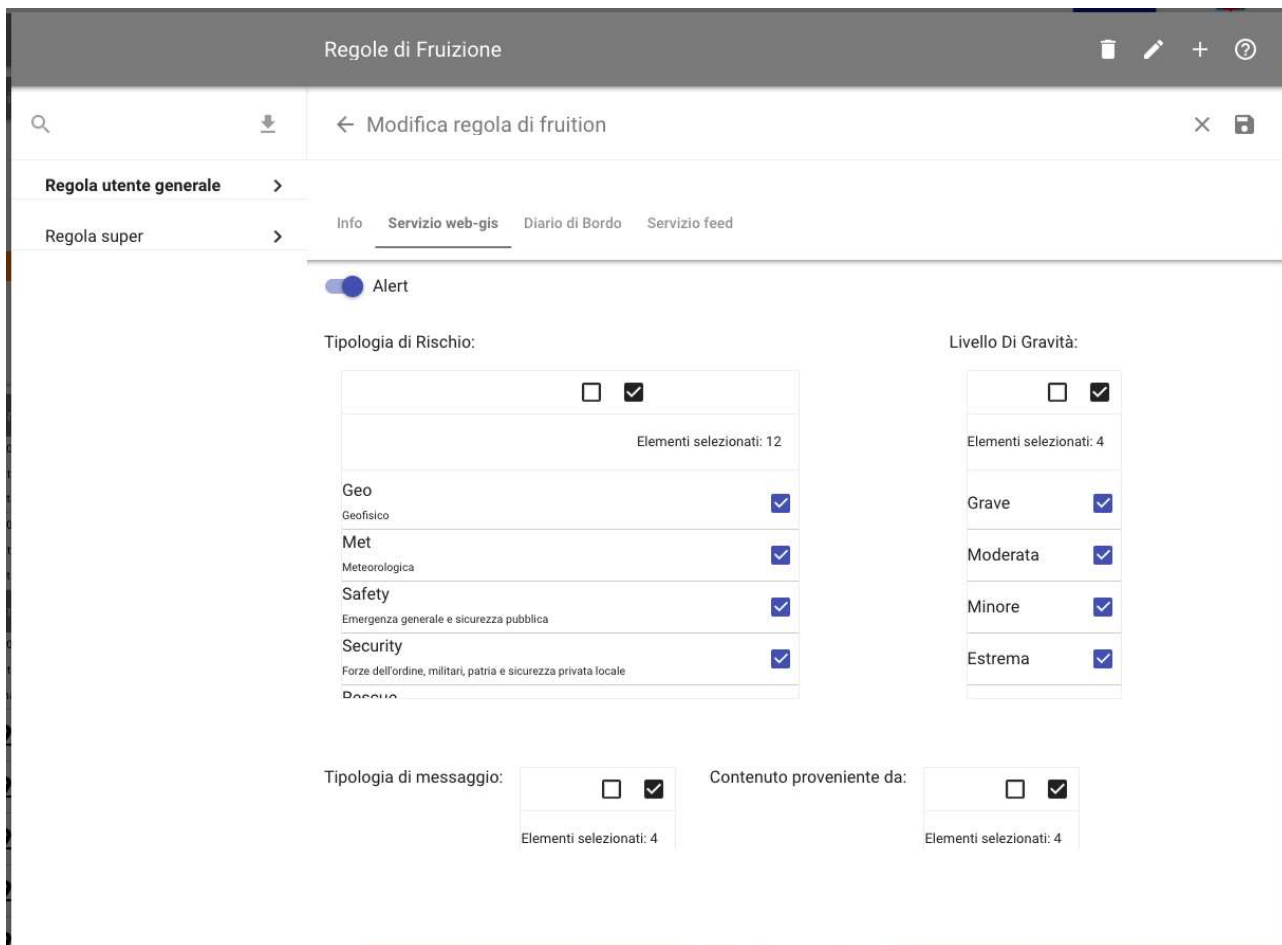 Regole di Fruizione
Modifica regola di fruition
Regola utente generale
Regola super
Info Servizio web-gis Diario di Bordo Servizio feed
Alert
Tipologia di Rischio:
Elementi selezionati: 12
Geo
Geofisico
Met
Meteorologica
Safety
Emergenza generale e sicurezza pubblica
Security
Forze dell'ordine, militari, patria e sicurezza privata locale
Rescue
Livello Di Gravità:
Elementi selezionati: 4
Grave
Moderata
Minore
Estrema
Tipologia di messaggio:
Elementi selezionati: 4
Contenuto proveniente da:
Elementi selezionati: 4